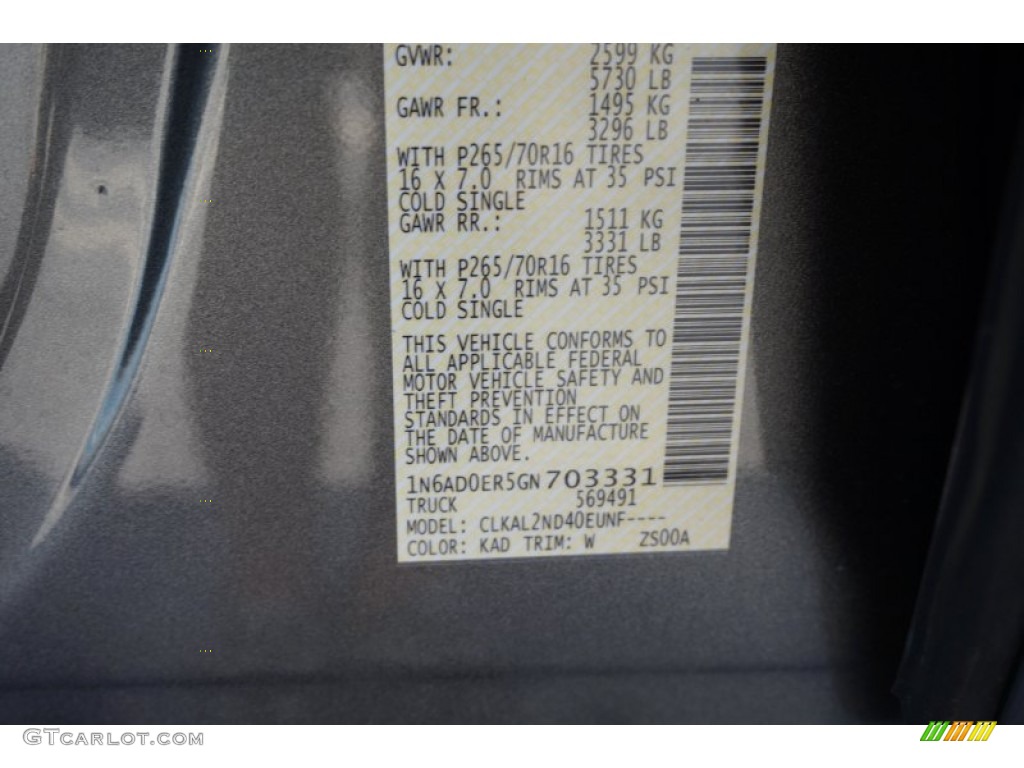 GVWR: 2599 KG
5730 LB
GAWR FR.: 1495 KG
3296 LB
WITH P265/70R16 TIRES
16 X 7.0 RIMS AT 35 PSI
COLD SINGLE
GAWR RR.: 1511 KG
3331 LB
WITH P265/70R16 TIRES
16 X 7.0 RIMS AT 35 PSI
COLD SINGLE
THIS VEHICLE CONFORMS TO
ALL APPLICABLE FEDERAL
MOTOR VEHICLE SAFETY AND
THEFT PREVENTION
STANDARDS IN EFFECT ON
THE DATE OF MANUFACTURE
SHOWN ABOVE.
1N6AD0ER5GN 703331
TRUCK 569491
MODEL: CLKAL2ND40EUNF----
COLOR: KAD TRIM: W ZS00A
GTCARLOT.COM